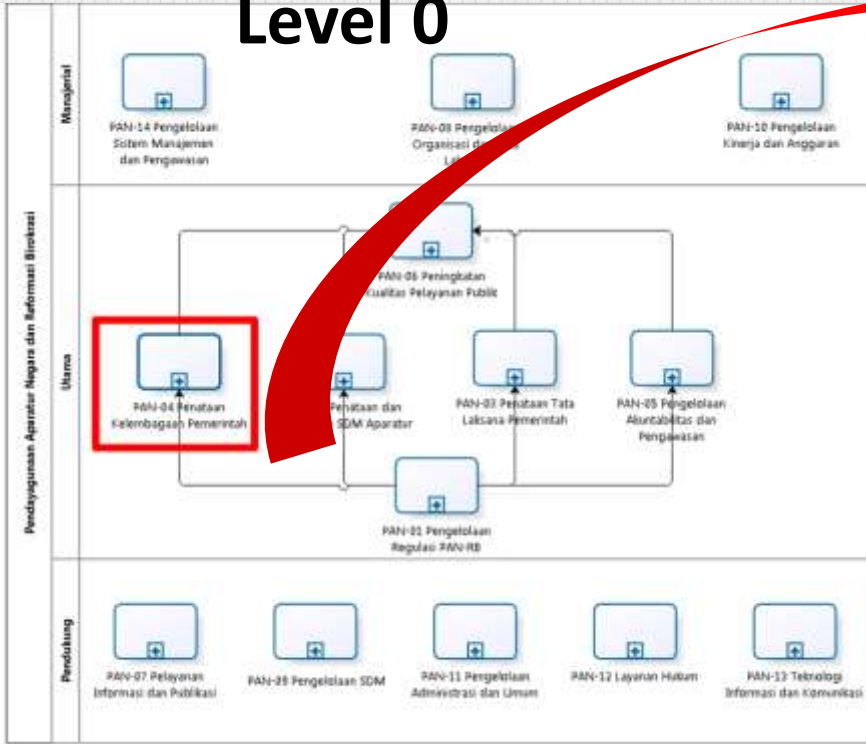 Level 0
Pendayagunaan Aparatur Negara dan Reformasi Birokrasi
Manajerial
PAN-14 Pengelolaan
Sistem Manajemen
dan Pengawasan
PAN-08 Pengelolaan
Organisasi
PAN-10 Pengelolaan
Kinerja dan Anggaran
Utama
PAN-06 Peningkatan
Kualitas Pelayanan Publik
PAN-04 Penataan
Kelembagaan Pemerintah
Penataan dan
SDM Aparatur
PAN-03 Penataan Tata
Laksana Pemerintah
PAN-05 Pengelolaan
Akuntabilitas dan
Pengawasan
PAN-01 Pengelolaan
Regulasi PAN-RB
Pendukung
PAN-07 Pelayanan
Informasi dan Publikasi
PAN-09 Pengelolaan SDM
PAN-11 Pengelolaan
Administrasi dan Umum
PAN-12 Layanan Hukum
PAN-13 Teknologi
Informasi dan Komunikasi